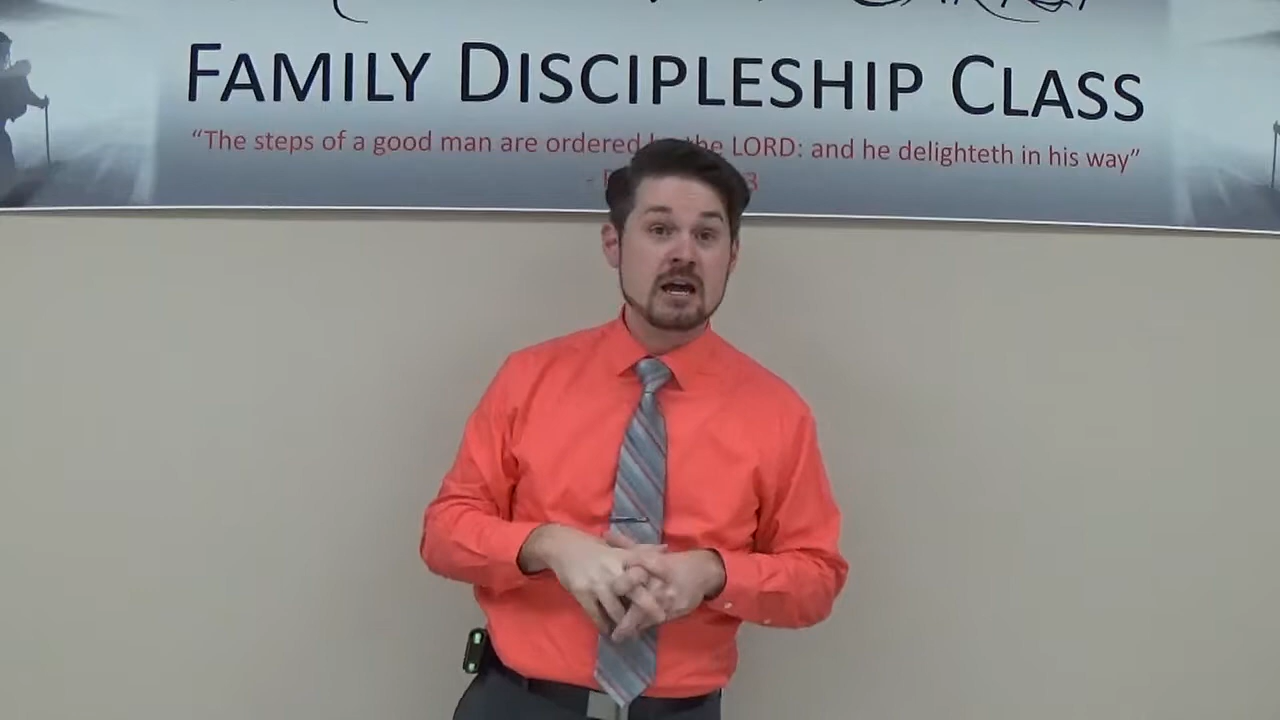 FAMILY DISCIPLESHIP CLASS
“The steps of a good man are ordered the LORD: and he delighteth in his way”